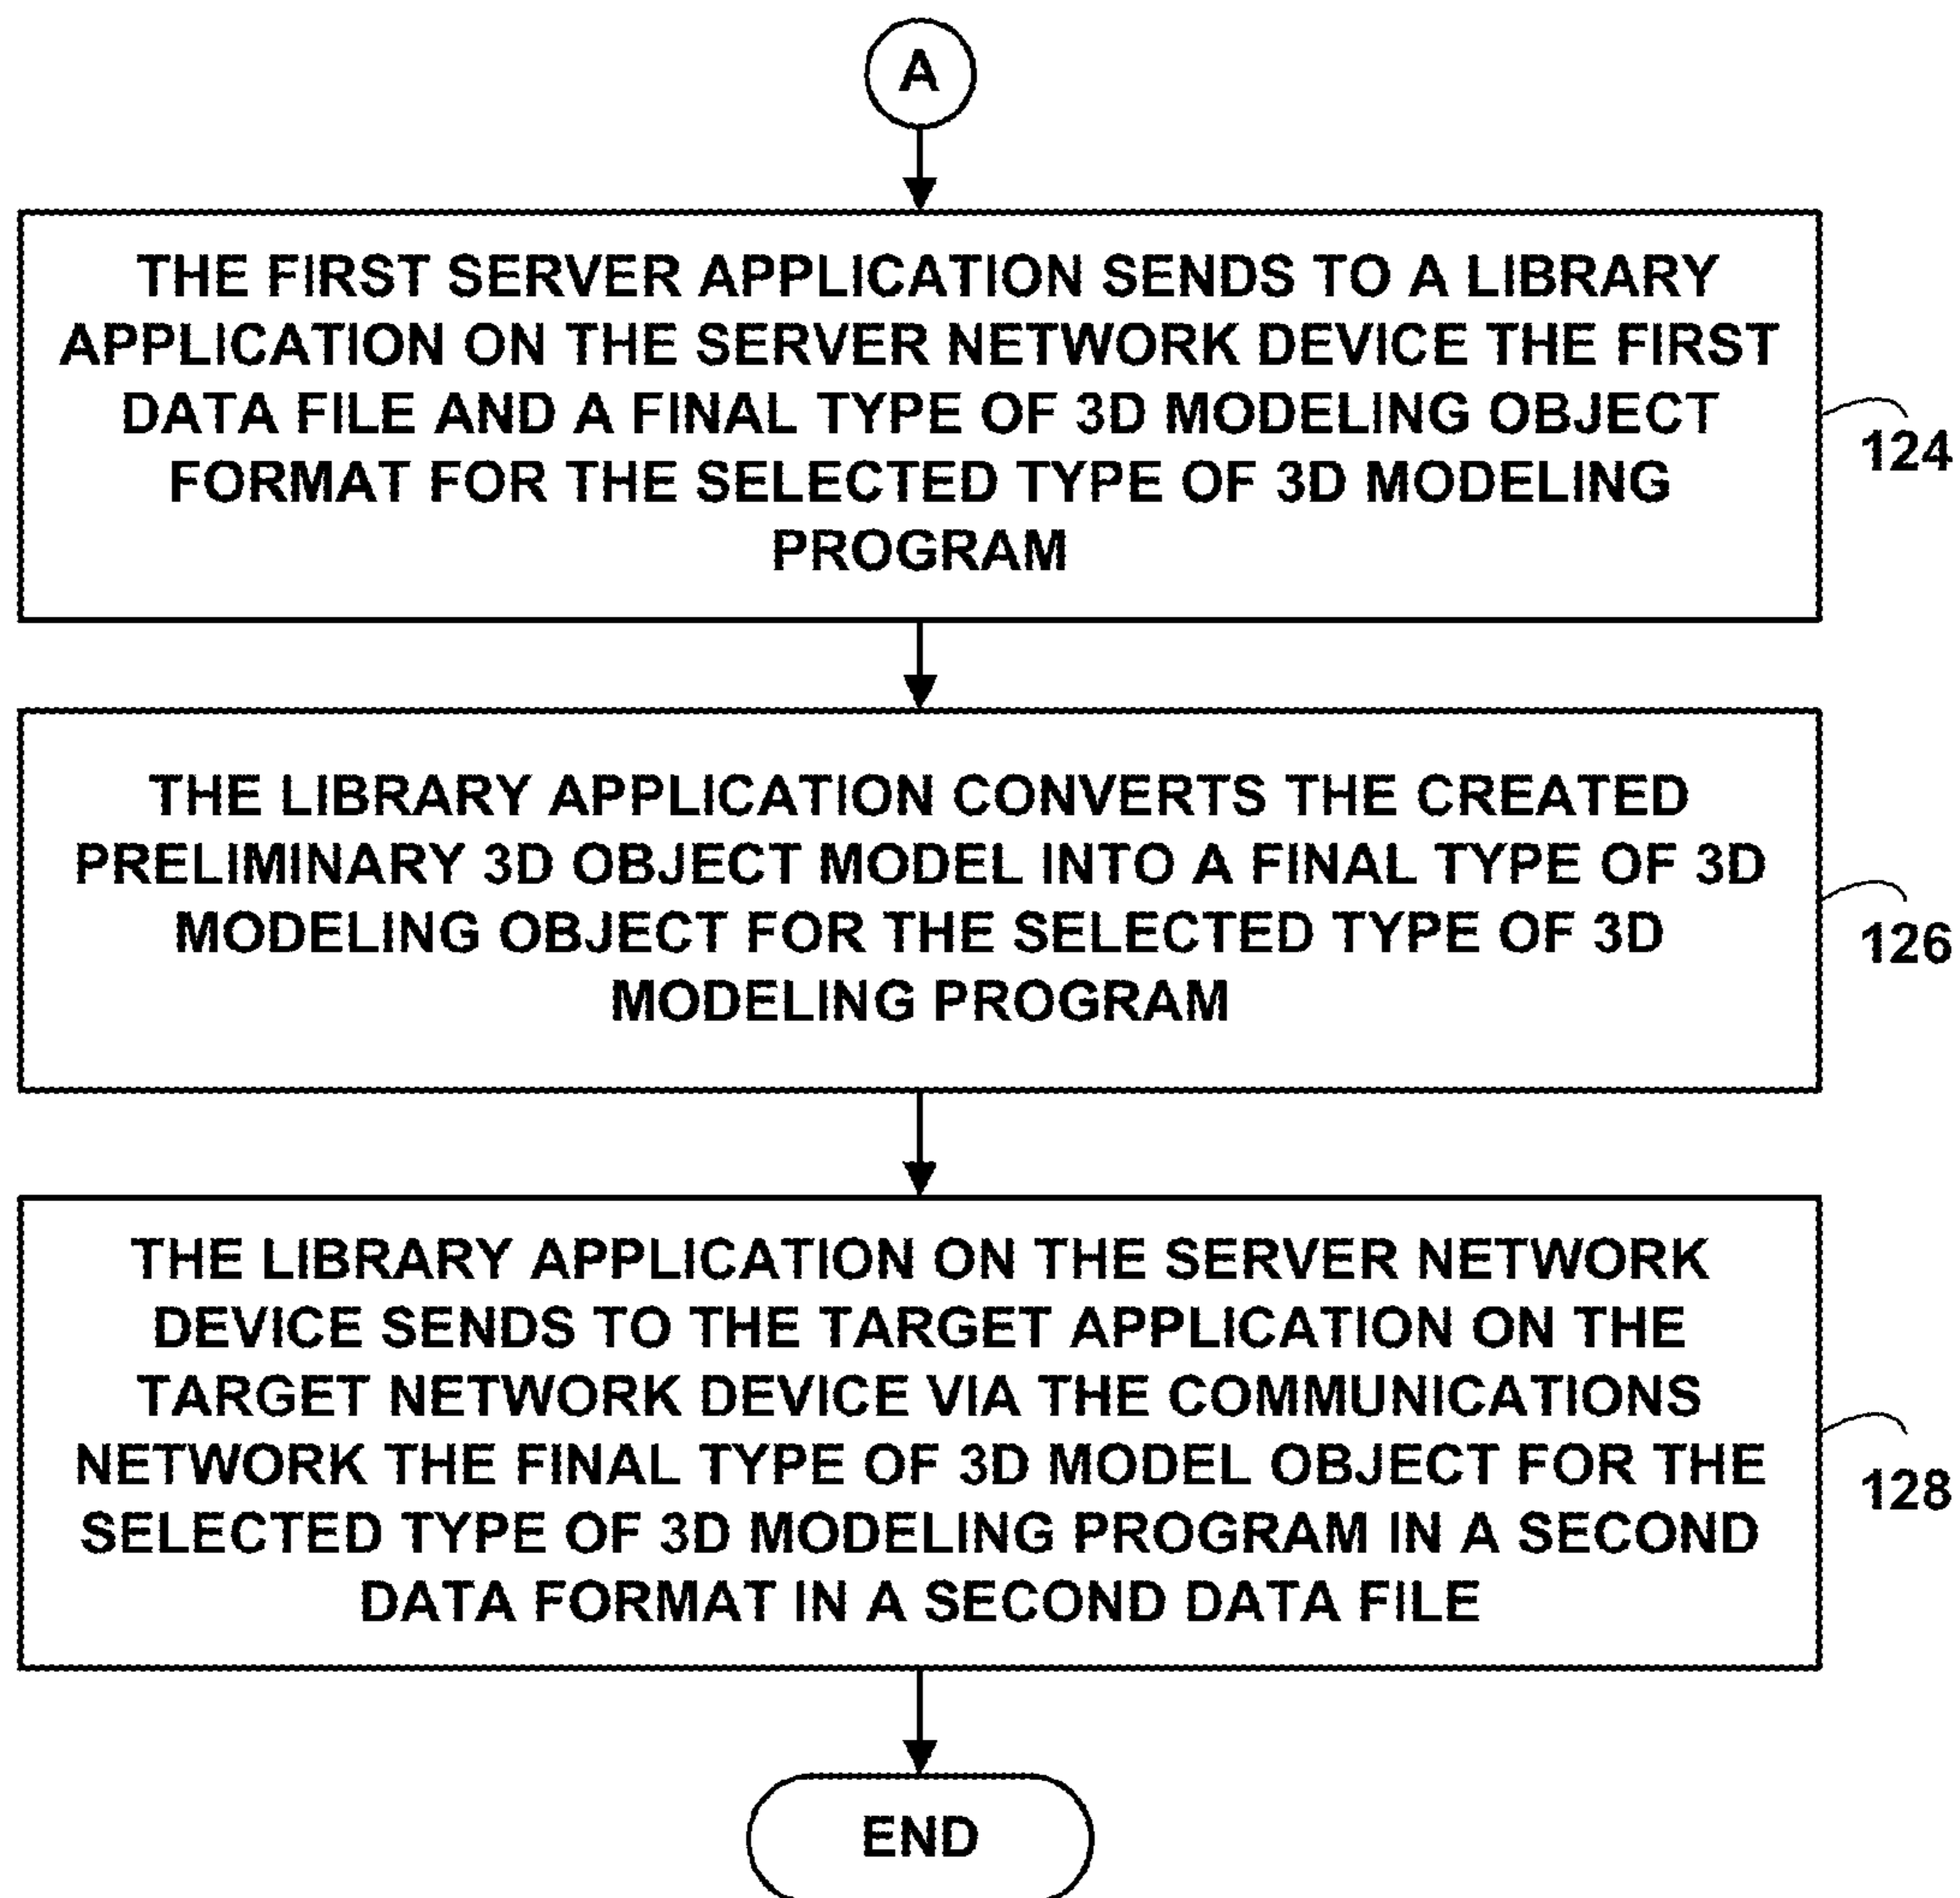 A
THE FIRST SERVER APPLICATION SENDS TO A LIBRARY
APPLICATION ON THE SERVER NETWORK DEVICE THE FIRST
DATA FILE AND A FINAL TYPE OF 3D MODELING OBJECT
FORMAT FOR THE SELECTED TYPE OF 3D MODELING
PROGRAM
124
THE LIBRARY APPLICATION CONVERTS THE CREATED
PRELIMINARY 3D OBJECT MODEL INTO A FINAL TYPE OF 3D
MODELING OBJECT FOR THE SELECTED TYPE OF 3D
MODELING PROGRAM
126
THE LIBRARY APPLICATION ON THE SERVER NETWORK
DEVICE SENDS TO THE TARGET APPLICATION ON THE
TARGET NETWORK DEVICE VIA THE COMMUNICATIONS
NETWORK THE FINAL TYPE OF 3D MODEL OBJECT FOR THE
SELECTED TYPE OF 3D MODELING PROGRAM IN A SECOND
DATA FORMAT IN A SECOND DATA FILE
128
END